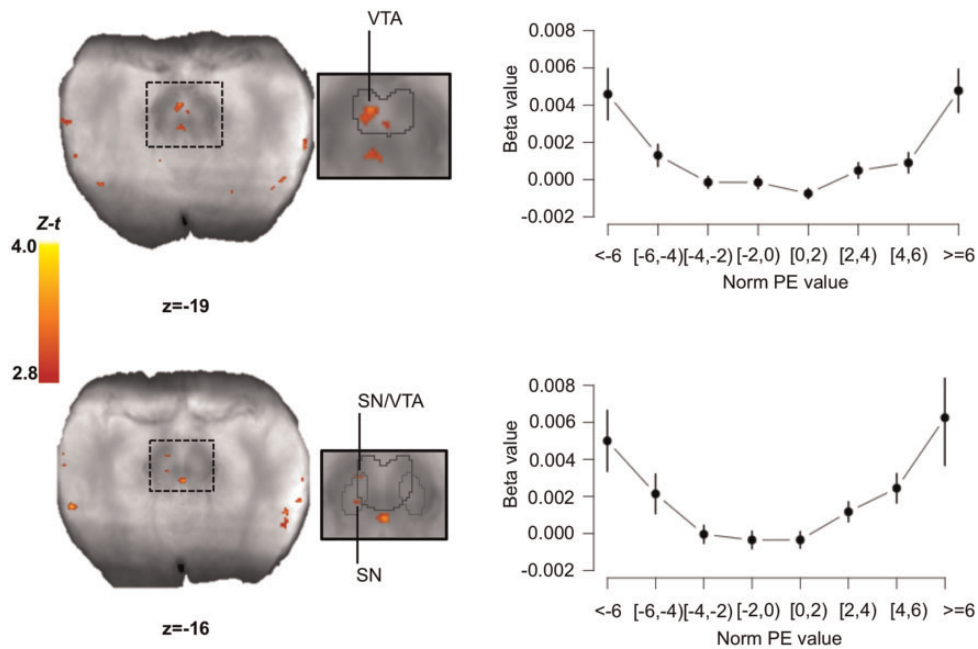 VTA
Z-t
4.0
2.8
z=-19
Beta value
0.008
0.006
0.004
0.002
0.000
-0.002
<-6 [-6,-4) [-4,-2) [-2,0) [0,2) [2,4) [4,6) >=6
Norm PE value
SN/VTA
SN
z=-16
Beta value
0.008
0.006
0.004
0.002
0.000
-0.002
<-6 [-6,-4) [-4,-2) [-2,0) [0,2) [2,4) [4,6) >=6
Norm PE value